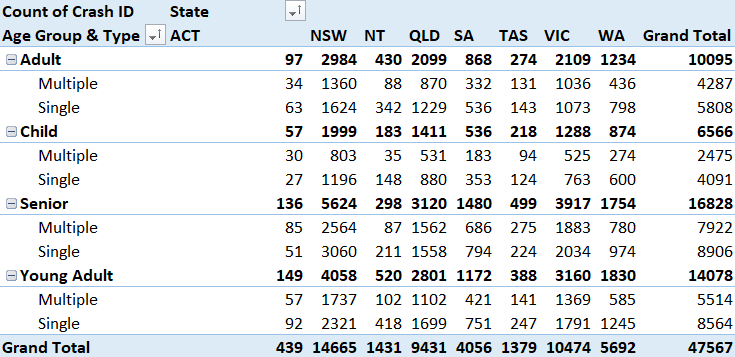 Count of Crash ID State
Age Group & Type ACT NSW NT QLD SA TAS VIC WA Grand Total
Adult 97 2984 430 2099 868 274 2109 1234 10095
Multiple 34 1360 88 870 332 131 1036 436 4287
Single 63 1624 342 1229 536 143 1073 798 5808
Child 57 1999 183 1411 536 218 1288 874 6566
Multiple 30 803 35 531 183 94 525 274 2475
Single 27 1196 148 880 353 124 763 600 4091
Senior 136 5624 298 3120 1480 499 3917 1754 16828
Multiple 85 2564 87 1562 686 275 1883 780 7922
Single 51 3060 211 1558 794 224 2034 974 8906
Young Adult 149 4058 520 2801 1172 388 3160 1830 14078
Multiple 57 1737 102 1102 421 141 1369 585 5514
Single 92 2321 418 1699 751 247 1791 1245 8564
Grand Total 439 14665 1431 9431 4056 1379 10474 5692 47567